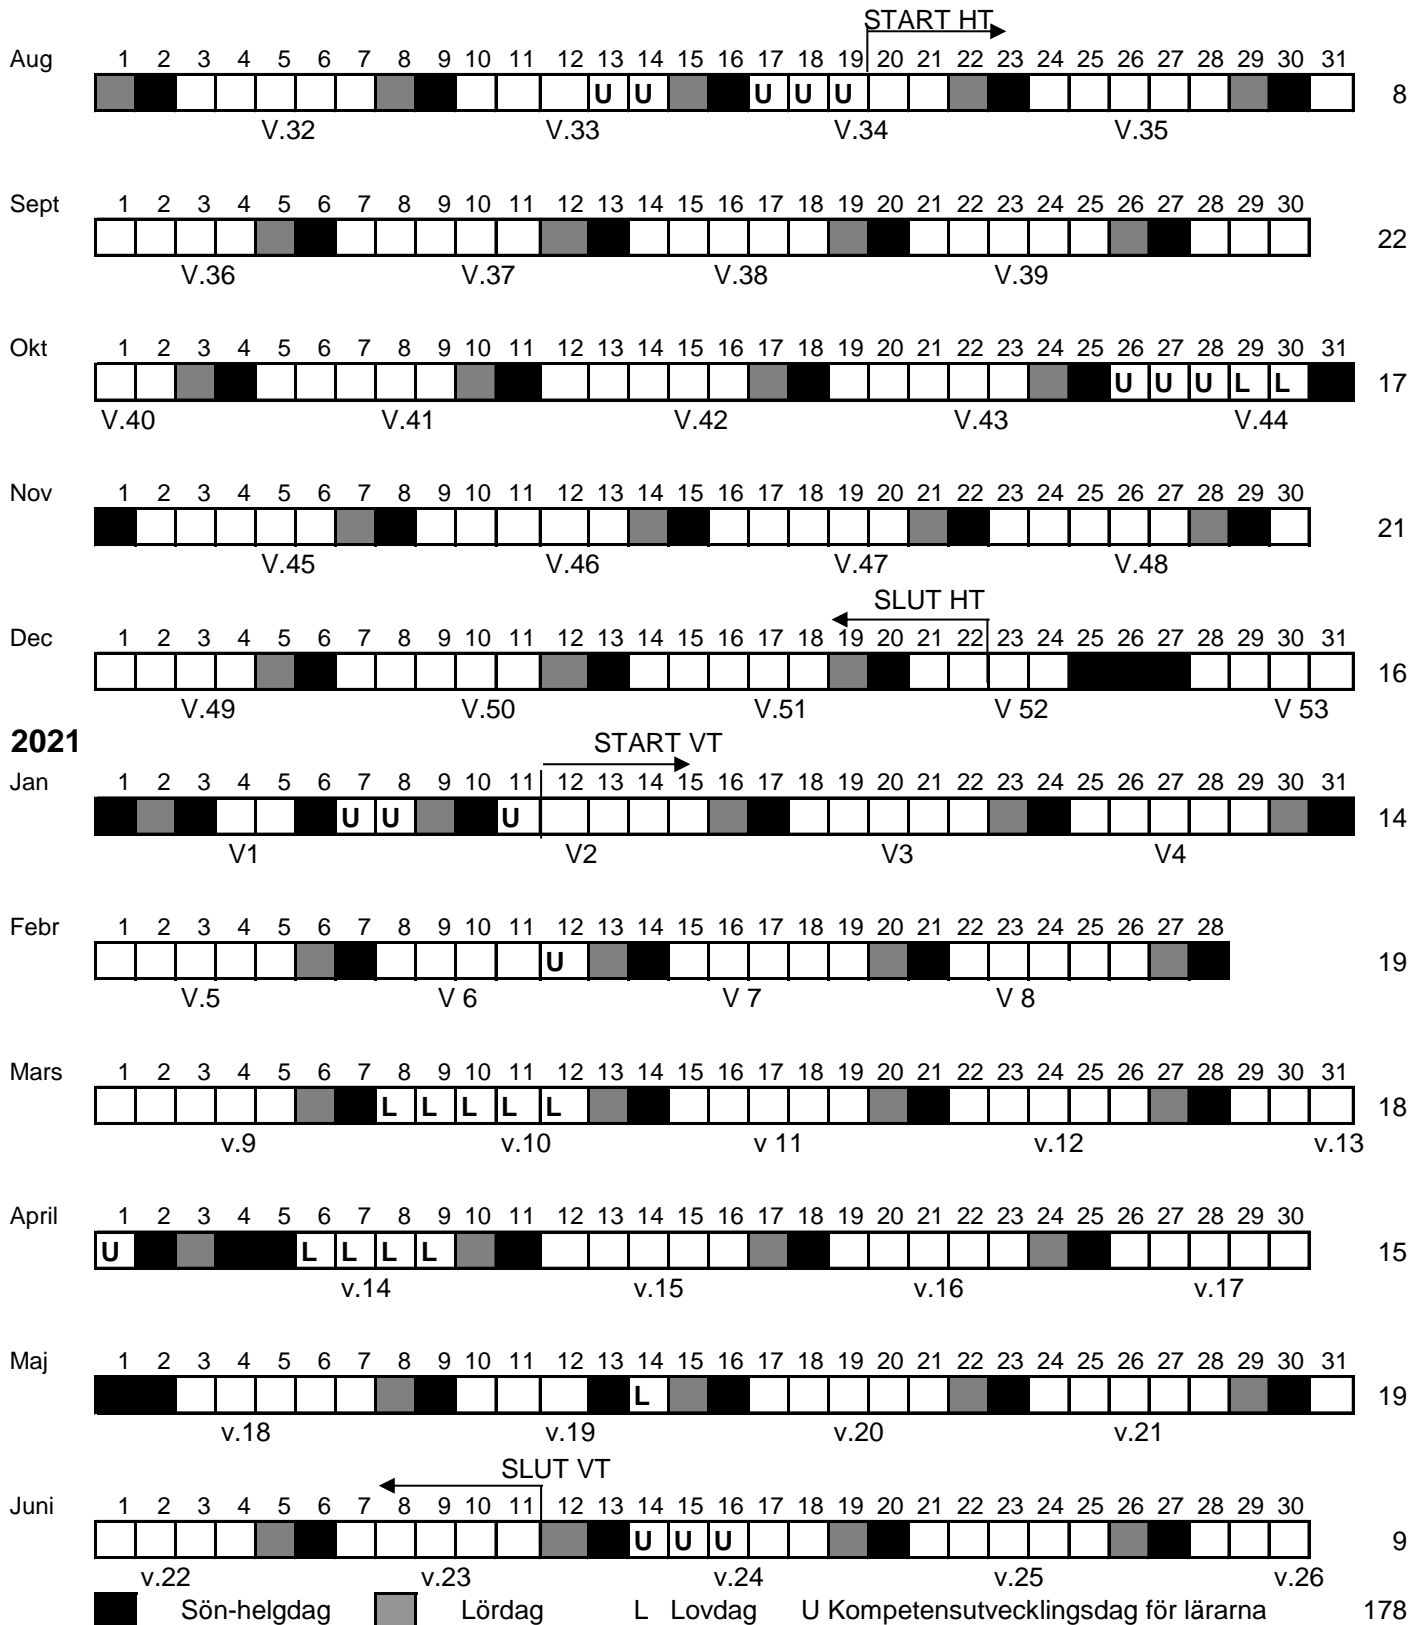 START HT
Aug 1 2 3 4 5 6 7 8 9 10 11 12 13 14 15 16 17 18 19 20 21 22 23 24 25 26 27 28 29 30 31
U U U U U 8
V.32 V.33 V.34 V.35
Sept 1 2 3 4 5 6 7 8 9 10 11 12 13 14 15 16 17 18 19 20 21 22 23 24 25 26 27 28 29 30
22
V.36 V.37 V.38 V.39
Okt 1 2 3 4 5 6 7 8 9 10 11 12 13 14 15 16 17 18 19 20 21 22 23 24 25 26 27 28 29 30 31
U U U L L 17
V.40 V.41 V.42 V.43 V.44
Nov 1 2 3 4 5 6 7 8 9 10 11 12 13 14 15 16 17 18 19 20 21 22 23 24 25 26 27 28 29 30
21
V.45 V.46 V.47 V.48
SLUT HT
Dec 1 2 3 4 5 6 7 8 9 10 11 12 13 14 15 16 17 18 19 20 21 22 23 24 25 26 27 28 29 30 31
16
V.49 V.50 V.51 V 52 V 53
2021 START VT
Jan 1 2 3 4 5 6 7 8 9 10 11 12 13 14 15 16 17 18 19 20 21 22 23 24 25 26 27 28 29 30 31
U U U 14
V1 V2 V3 V4
Febr 1 2 3 4 5 6 7 8 9 10 11 12 13 14 15 16 17 18 19 20 21 22 23 24 25 26 27 28
U 19
V.5 V 6 V 7 V 8
Mars 1 2 3 4 5 6 7 8 9 10 11 12 13 14 15 16 17 18 19 20 21 22 23 24 25 26 27 28 29 30 31
L L L L L 18
v.9 v.10 v 11 v.12 v.13
April 1 2 3 4 5 6 7 8 9 10 11 12 13 14 15 16 17 18 19 20 21 22 23 24 25 26 27 28 29 30
U L L L L 15
v.14 v.15 v.16 v.17
Maj 1 2 3 4 5 6 7 8 9 10 11 12 13 14 15 16 17 18 19 20 21 22 23 24 25 26 27 28 29 30 31
L 19
v.18 v.19 v.20 v.21
SLUT VT
Juni 1 2 3 4 5 6 7 8 9 10 11 12 13 14 15 16 17 18 19 20 21 22 23 24 25 26 27 28 29 30
U U U 9
v.22 v.23 v.24 v.25 v.26
Sön-helgdag Lördag L Lovdag U Kompetensutvecklingsdag för lärarna 178